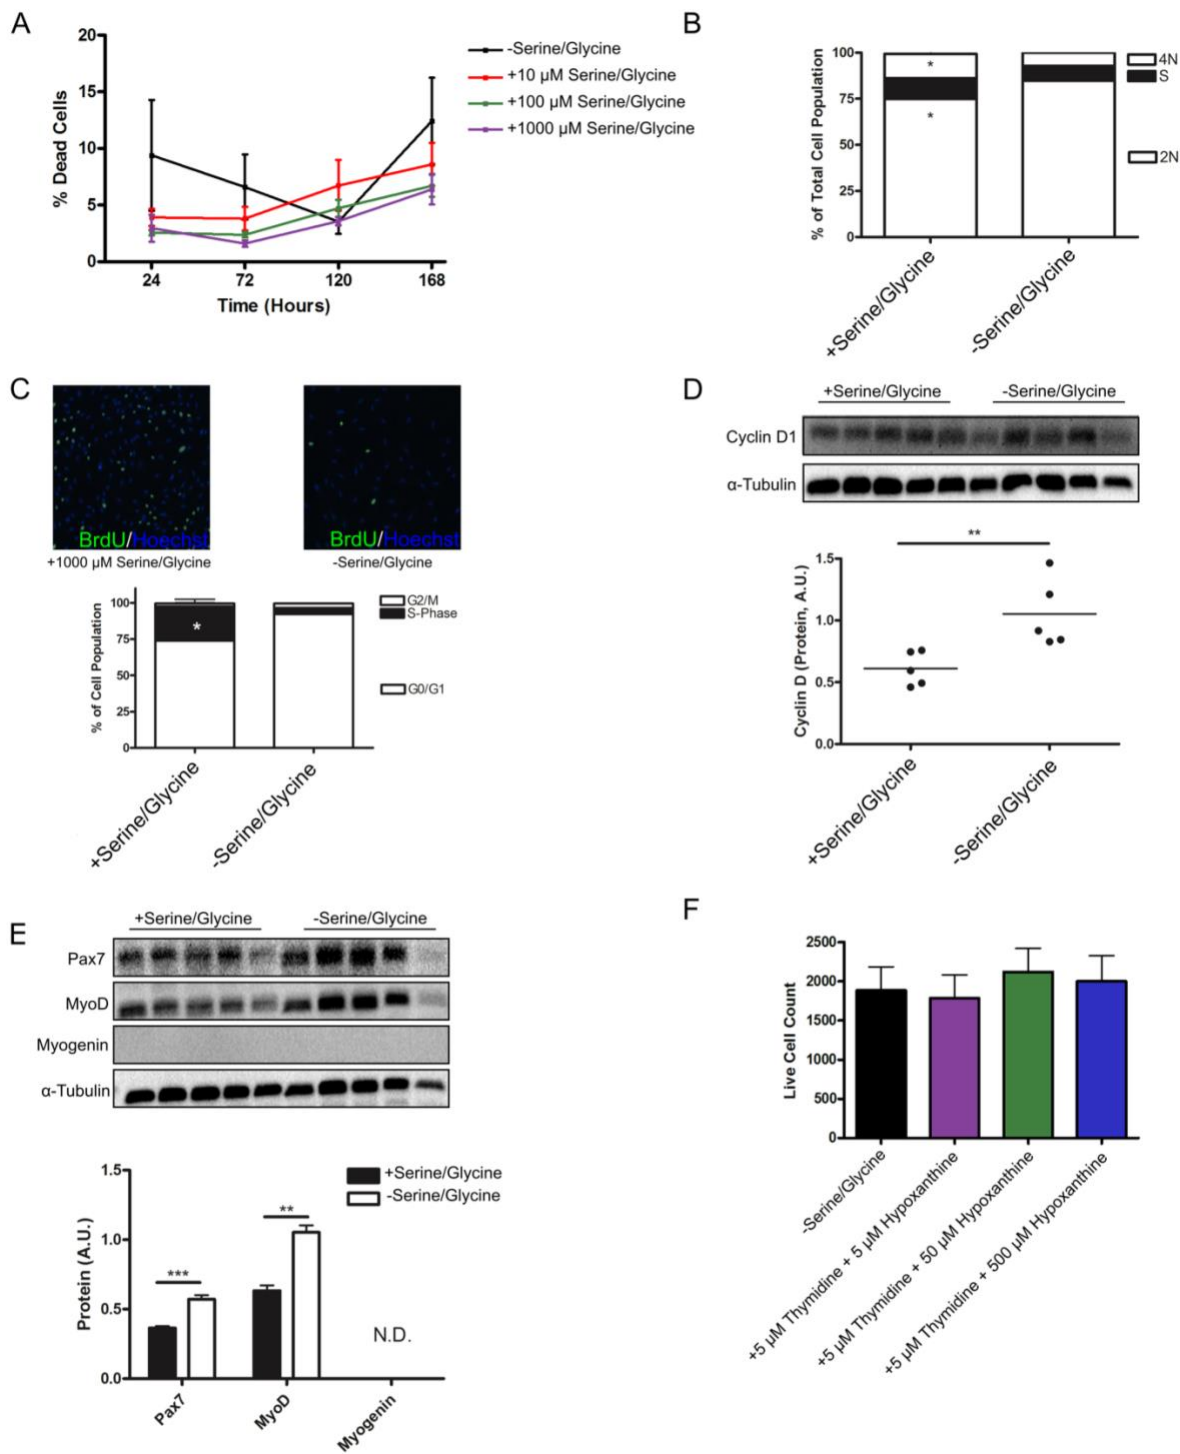 A
20
15
10
5
0
% Dead Cells
24 72 120 168
Time (Hours)
-Serine/Glycine
+10 µM Serine/Glycine
+100 µM Serine/Glycine
+1000 µM Serine/Glycine
B
100
75
50
25
0
% of Total Cell Population
*
*
4N
S
2N
+Serine/Glycine
-Serine/Glycine
C
BrdU/Hoechst
BrdU/Hoechst
+1000 µM Serine/Glycine
-Serine/Glycine
100
75
50
25
0
% of Cell Population
*
G2/M
S-Phase
G0/G1
+Serine/Glycine
-Serine/Glycine
D
+Serine/Glycine -Serine/Glycine
Cyclin D1
α-Tubulin
**
1.5
1.0
0.5
0.0
Cyclin D (Protein, A.U.)
+Serine/Glycine
-Serine/Glycine
E
+Serine/Glycine -Serine/Glycine
Pax7
MyoD
Myogenin
α-Tubulin
1.5
1.0
0.5
0.0
Protein (A.U.)
+Serine/Glycine
-Serine/Glycine
***
**
N.D.
Pax7
MyoD
Myogenin
F
2500
2000
1500
1000
500
0
Live Cell Count
-Serine/Glycine
+5 µM Thymidine + 5 µM Hypoxanthine
+5 µM Thymidine + 50 µM Hypoxanthine
+5 µM Thymidine + 500 µM Hypoxanthine